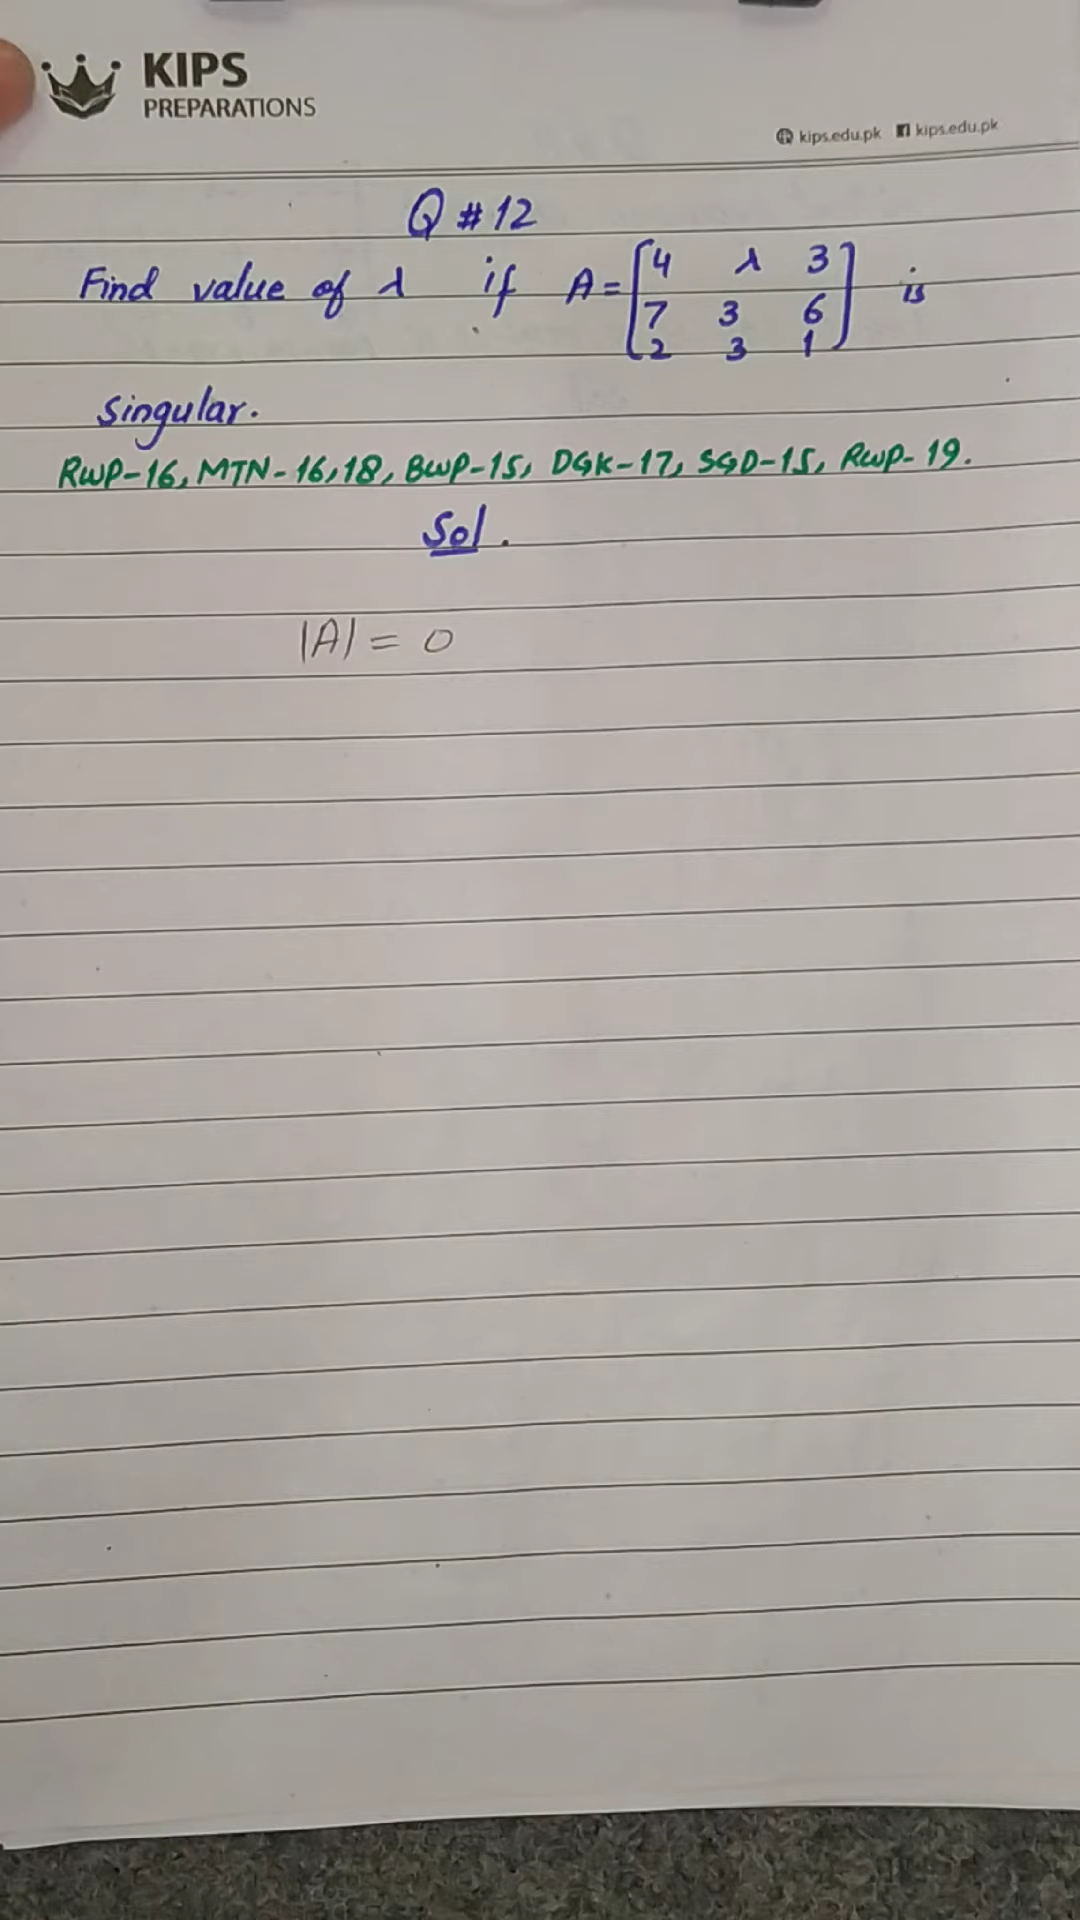 KIPS
PREPARATIONS
kips.edu.pk kips.edu.pk
Q # 12
Find value of λ if A = [4 λ 3
7 3 6
2 3 1] is
Singular.
RWP-16, MTN-16,18, BWP-15, DGK-17, SGD-15, RWP-19.
Sol.
|A| = 0